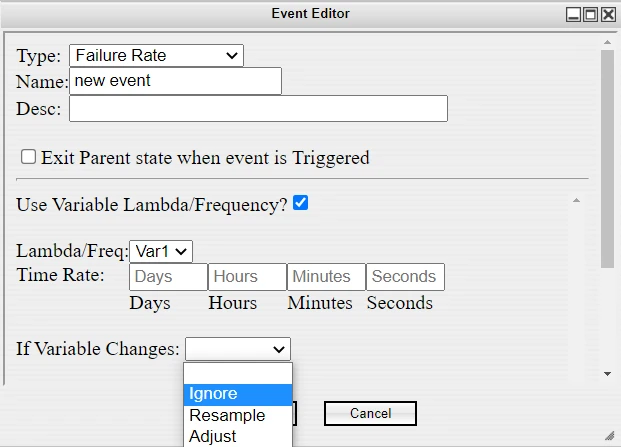 Event Editor
Type: Failure Rate
Name: new event
Desc:
Exit Parent state when event is Triggered
Use Variable Lambda/Frequency?
Lambda/Freq: Var1
Time Rate: Days Hours Minutes Seconds
Days Hours Minutes Seconds
If Variable Changes:
Ignore
Resample
Adjust
Cancel